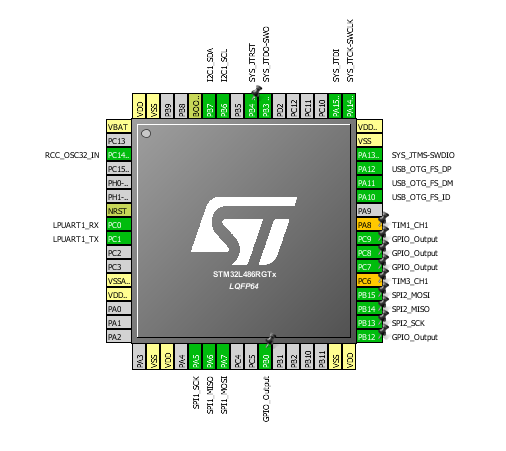 I2C1_SDA
I2C1_SCL
SYS_JTRST
SYS_JTDO-SWO
SYS_JTDI
SYS_JTCK-SWCLK
VDD
VSS
PB9
PB8
BOO...
PB7
PB6
PB5
PB4...
PB3...
PD2
PC12
PC11
PC10
PA15...
PA14...
VBAT
PC13
RCC_OSC32_IN PC14...
PC15...
PH0-...
PH1-...
NRST
LPUART1_RX PC0
LPUART1_TX PC1
PC2
PC3
VSSA...
VDD...
PA0
PA1
PA2
VDD...
VSS
PA13... SYS_JTMS-SWDIO
PA12 USB_OTG_FS_DP
PA11 USB_OTG_FS_DM
PA10 USB_OTG_FS_ID
PA9
PA8 TIM1_CH1
PC9 GPIO_Output
PC8 GPIO_Output
PC7 GPIO_Output
PC6 TIM3_CH1
PB15 SPI2_MOSI
PB14 SPI2_MISO
PB13 SPI2_SCK
PB12 GPIO_Output
ST
STM32L486RGTx
LQFP64
PA3
VSS
VDD
PA4
PA5
PA6
PA7
PC4
PC5
PB0
PB1
PB2
PB10
PB11
VSS
VDD
SPI1_SCK
SPI1_MISO
SPI1_MOSI
GPIO_Output